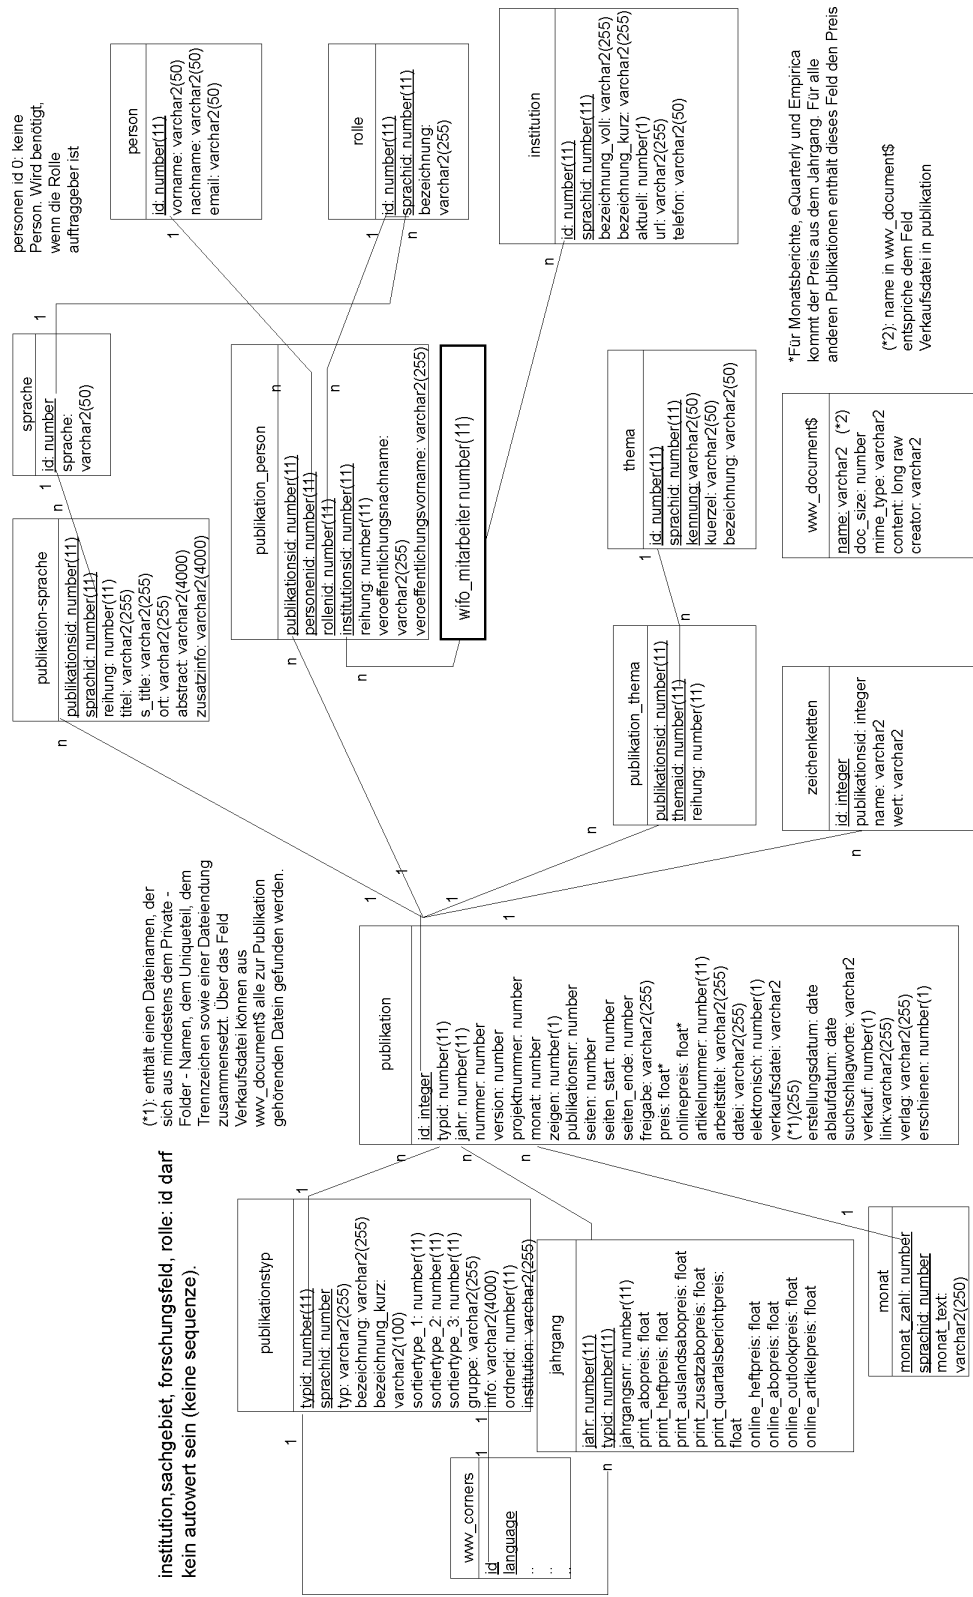 institution,sachgebiet, forschungsfeld, rolle: id darf
kein autowert sein (keine sequenze).
(*1): enthält einen Dateinamen, der
sich aus mindestens dem Private -
Folder - Namen, dem Uniqueteil, dem
Trennzeichen sowie einer Dateiendung
zusammensetzt. Über das Feld
Verkaufsdatei können aus
wwv_document$ alle zur Publikation
gehörenden Datein gefunden werden.
personen id 0: keine
Person. Wird benötigt,
wenn die Rolle
auftraggeber ist
publikation-sprache
publikationsid: number(11)
sprachid: number(11)
reihung: number(11)
titel: varchar2(255)
s_title: varchar2(255)
ort: varchar2(255)
abstract: varchar2(4000)
zusatzinfo: varchar2(4000)
n
n
1
sprache
id: number
sprache:
varchar2(50)
1
person
id: number(11)
vorname: varchar2(50)
nachname: varchar2(50)
email: varchar2(50)
1
rolle
id: number(11)
sprachid: number(11)
bezeichnung:
varchar2(255)
1
n
publikationstyp
typid: number(11)
sprachid: number
typ: varchar2(255)
bezeichnung: varchar2(255)
bezeichnung_kurz:
varchar2(100)
sortiertype_1: number(11)
sortiertype_2: number(11)
sortiertype_3: number(11)
gruppe: varchar2(255)
info: varchar2(4000)
ordnerid: number(11)
institution: varchar2(255)
1
1
1
1
wwv_corners
id
language
..
..
..
publikation
id: integer
typid: number(11)
jahr: number(11)
nummer: number
version: number
projektnummer: number
monat: number
zeigen: number(1)
publikationsnr: number
seiten: number
seiten_start: number
seiten_ende: number
freigabe: varchar2(255)
preis: float*
onlinepreis: float*
artikelnummer: number(11)
arbeitstitel: varchar2(255)
datei: varchar2(255)
elektronisch: number(1)
verkaufsdatei: varchar2
(*1)(255)
erstellungsdatum: date
ablaufdatum: date
suchschlagworte: varchar2
verkauf: number(1)
link:varchar2(255)
verlag: varchar2(255)
erschienen: number(1)
n
n
n
1
1
1
1
publikation_person
publikationsid: number(11)
personenid: number(11)
rollenid: number(11)
institutionsid: number(11)
reihung: number(11)
veroeffentlichungsnachname:
varchar2(255)
veroeffentlichungsvorname: varchar2(255)
n
n
n
n
wifo_mitarbeiter number(11)
institution
id: number(11)
sprachid: number(11)
bezeichnung_voll: varchar2(255)
bezeichnung_kurz: varchar2(255)
aktuell: number(1)
url: varchar2(255)
telefon: varchar2(50)
n
jahrgang
jahr: number(11)
typid: number(11)
jahrgangsnr: number(11)
print_abopreis: float
print_heftpreis: float
print_auslandsabopreis: float
print_zusatzabopreis: float
print_quartalsberichtpreis:
float
online_heftpreis: float
online_abopreis: float
online_outlookpreis: float
online_artikelpreis: float
n
publikation_thema
publikationsid: number(11)
themaid: number(11)
reihung: number(11)
n
n
thema
id: number(11)
sprachid: number(11)
kennung: varchar2(50)
kuerzel: varchar2(50)
bezeichnung: varchar2(50)
1
monat
monat_zahl: number
sprachid: number
monat_text:
varchar2(250)
1
zeichenketten
id: integer
publikationsid: integer
name: varchar2
wert: varchar2
n
wwv_document$
name: varchar2 (*2)
doc_size: number
mime_type: varchar2
content: long raw
creator: varchar2
*Für Monatsberichte, eQuarterly und Empirica
kommt der Preis aus dem Jahrgang. Für alle
anderen Publikationen enthält dieses Feld den Preis
(*2): name in wwv_document$
entspriche dem Feld
Verkaufsdatei in publikation